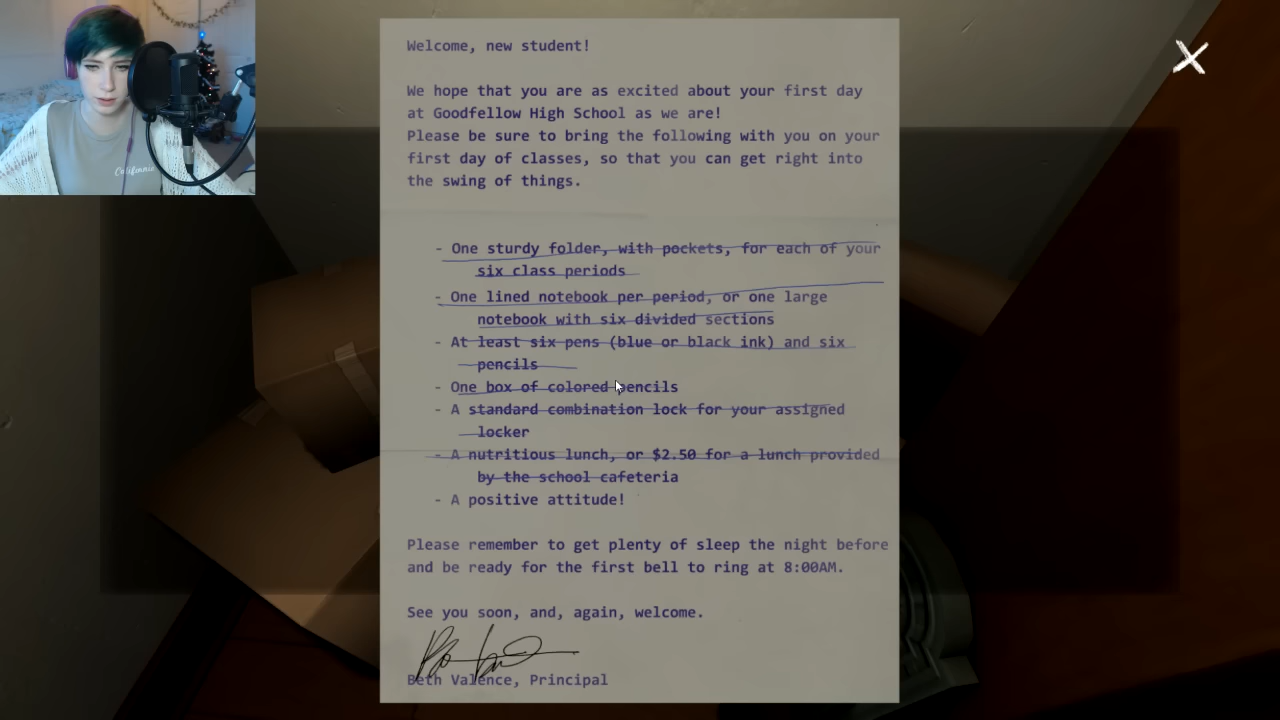 Welcome, new student!
We hope that you are as excited about your first day
at Goodfellow High School as we are!
Please be sure to bring the following with you on your
first day of classes, so that you can get right into
the swing of things.
- One sturdy folder, with pockets, for each of your
six class periods
- One lined notebook per period, or one large
notebook with six divided sections
- At least six pens (blue or black ink) and six
pencils
- One box of colored pencils
- A standard combination lock for your assigned
locker
- A nutritious lunch, or $2.50 for a lunch provided
by the school cafeteria
- A positive attitude!
Please remember to get plenty of sleep the night before
and be ready for the first bell to ring at 8:00AM.
See you soon, and, again, welcome.
Beth Valence, Principal